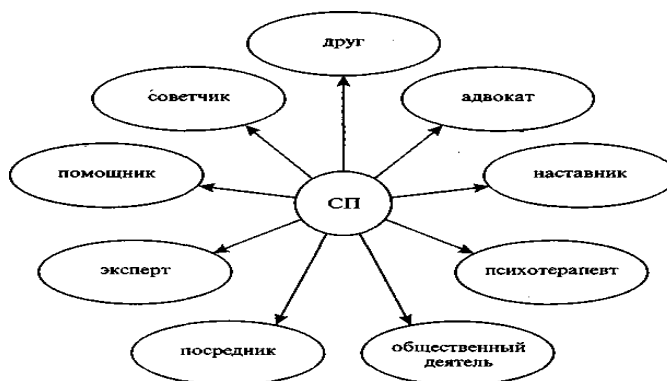 друг
советчик
адвокат
помощник
наставник
СП
эксперт
психотерапевт
посредник
общественный
деятель